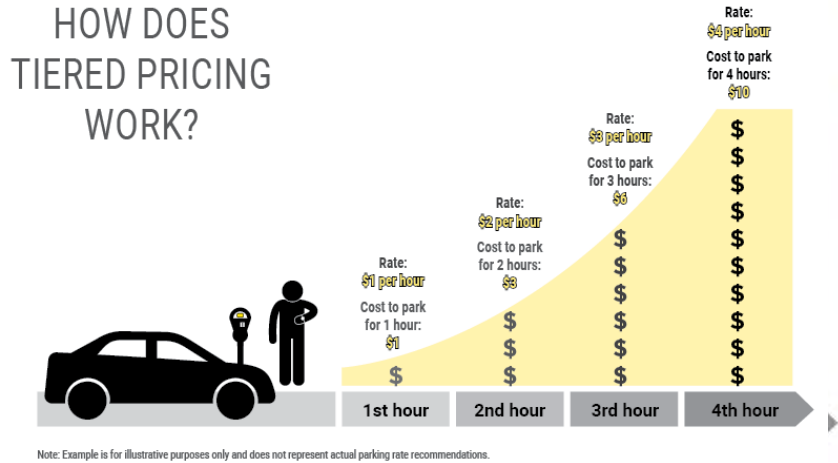 HOW DOES
TIERED PRICING
WORK?
Rate:
$1 per hour
Cost to park
for 1 hour:
$1
$
1st hour
Rate:
$2 per hour
Cost to park
for 2 hours:
$3
$
$
$
2nd hour
Rate:
$3 per hour
Cost to park
for 3 hours:
$6
$
$
$
$
$
$
3rd hour
Rate:
$4 per hour
Cost to park
for 4 hours:
$10
$
$
$
$
$
$
$
$
$
$
4th hour
Note: Example is for illustrative purposes only and does not represent actual parking rate recommendations.